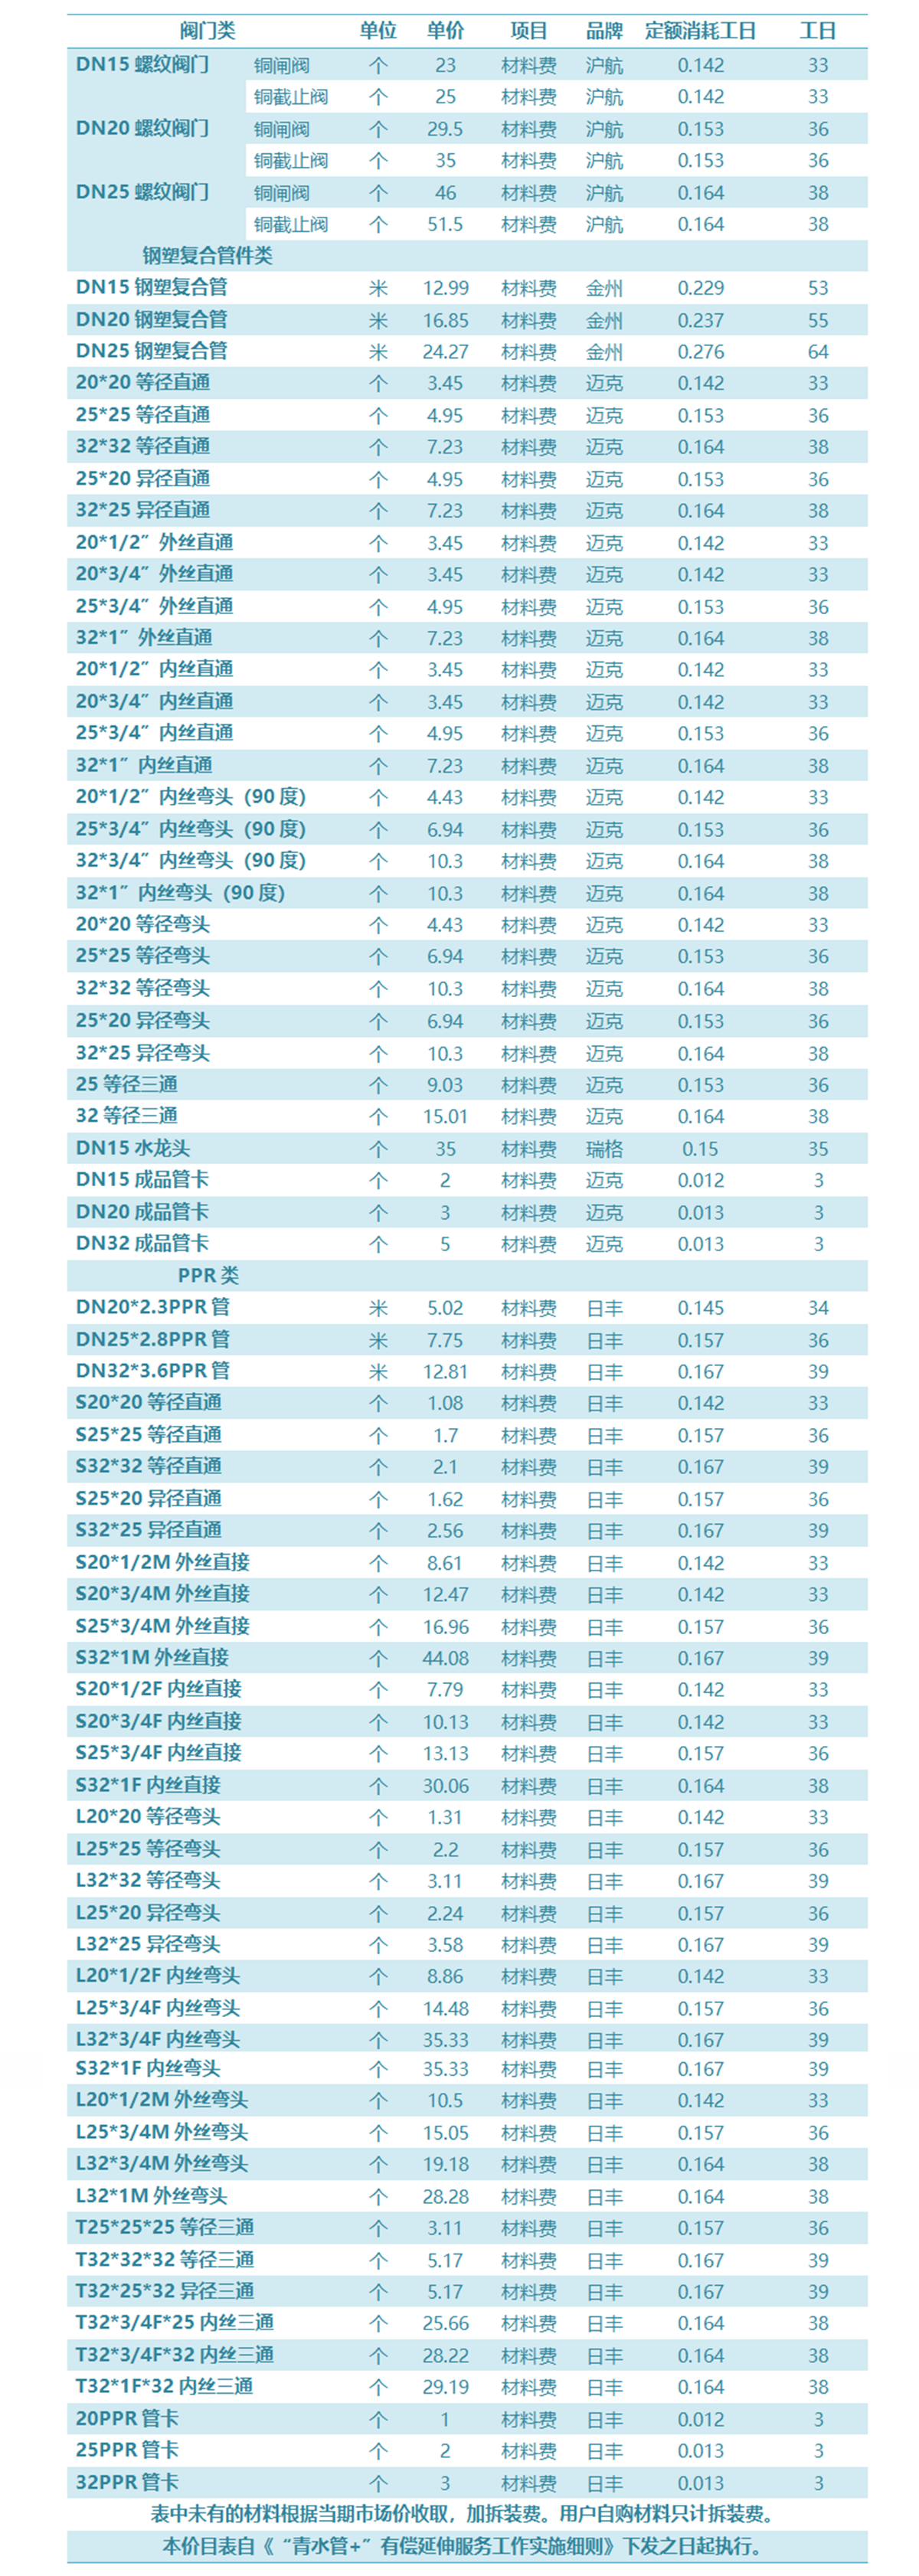 阀门类 单位 单价 项目 品牌 定额消耗工日 工日
DN15 螺纹阀门 铜闸阀 个 23 材料费 沪航 0.142 33
铜截止阀 个 25 材料费 沪航 0.142 33
DN20 螺纹阀门 铜闸阀 个 29.5 材料费 沪航 0.153 36
铜截止阀 个 35 材料费 沪航 0.153 36
DN25 螺纹阀门 铜闸阀 个 46 材料费 沪航 0.164 38
铜截止阀 个 51.5 材料费 沪航 0.164 38
钢塑复合管件类
DN15 钢塑复合管 米 12.99 材料费 金州 0.229 53
DN20 钢塑复合管 米 16.85 材料费 金州 0.237 55
DN25 钢塑复合管 米 24.27 材料费 金州 0.276 64
20*20 等径直通 个 3.45 材料费 迈克 0.142 33
25*25 等径直通 个 4.95 材料费 迈克 0.153 36
32*32 等径直通 个 7.23 材料费 迈克 0.164 38
25*20 异径直通 个 4.95 材料费 迈克 0.153 36
32*25 异径直通 个 7.23 材料费 迈克 0.164 38
20*1/2″ 外丝直通 个 3.45 材料费 迈克 0.142 33
20*3/4″ 外丝直通 个 3.45 材料费 迈克 0.142 33
25*3/4″ 外丝直通 个 4.95 材料费 迈克 0.153 36
32*1″ 外丝直通 个 7.23 材料费 迈克 0.164 38
20*1/2″ 内丝直通 个 3.45 材料费 迈克 0.142 33
20*3/4″ 内丝直通 个 3.45 材料费 迈克 0.142 33
25*3/4″ 内丝直通 个 4.95 材料费 迈克 0.153 36
32*1″ 内丝直通 个 7.23 材料费 迈克 0.164 38
20*1/2″ 内丝弯头（90 度） 个 4.43 材料费 迈克 0.142 33
25*3/4″ 内丝弯头（90 度） 个 6.94 材料费 迈克 0.153 36
32*3/4″ 内丝弯头（90 度） 个 10.3 材料费 迈克 0.164 38
32*1″ 内丝弯头（90 度） 个 10.3 材料费 迈克 0.164 38
20*20 等径弯头 个 4.43 材料费 迈克 0.142 33
25*25 等径弯头 个 6.94 材料费 迈克 0.153 36
32*32 等径弯头 个 10.3 材料费 迈克 0.164 38
25*20 异径弯头 个 6.94 材料费 迈克 0.153 36
32*25 异径弯头 个 10.3 材料费 迈克 0.164 38
25 等径三通 个 9.03 材料费 迈克 0.153 36
32 等径三通 个 15.01 材料费 迈克 0.164 38
DN15 水龙头 个 35 材料费 瑞格 0.15 35
DN15 成品管卡 个 2 材料费 迈克 0.012 3
DN20 成品管卡 个 3 材料费 迈克 0.013 3
DN32 成品管卡 个 5 材料费 迈克 0.013 3
PPR 类
DN20*2.3PPR 管 米 5.02 材料费 日丰 0.145 34
DN25*2.8PPR 管 米 7.75 材料费 日丰 0.157 36
DN32*3.6PPR 管 米 12.81 材料费 日丰 0.167 39
S20*20 等径直通 个 1.08 材料费 日丰 0.142 33
S25*25 等径直通 个 1.7 材料费 日丰 0.157 36
S32*32 等径直通 个 2.1 材料费 日丰 0.167 39
S25*20 异径直通 个 1.62 材料费 日丰 0.157 36
S32*25 异径直通 个 2.56 材料费 日丰 0.167 39
S20*1/2M 外丝直接 个 8.61 材料费 日丰 0.142 33
S20*3/4M 外丝直接 个 12.47 材料费 日丰 0.142 33
S25*3/4M 外丝直接 个 16.96 材料费 日丰 0.157 36
S32*1M 外丝直接 个 44.08 材料费 日丰 0.167 39
S20*1/2F 内丝直接 个 7.79 材料费 日丰 0.142 33
S20*3/4F 内丝直接 个 10.13 材料费 日丰 0.142 33
S25*3/4F 内丝直接 个 13.13 材料费 日丰 0.157 36
S32*1F 内丝直接 个 30.06 材料费 日丰 0.164 38
L20*20 等径弯头 个 1.31 材料费 日丰 0.142 33
L25*25 等径弯头 个 2.2 材料费 日丰 0.157 36
L32*32 等径弯头 个 3.11 材料费 日丰 0.167 39
L25*20 异径弯头 个 2.24 材料费 日丰 0.157 36
L32*25 异径弯头 个 3.58 材料费 日丰 0.167 39
L20*1/2F 内丝弯头 个 8.86 材料费 日丰 0.142 33
L25*3/4F 内丝弯头 个 14.48 材料费 日丰 0.157 36
L32*3/4F 内丝弯头 个 35.33 材料费 日丰 0.167 39
S32*1F 内丝弯头 个 35.33 材料费 日丰 0.167 39
L20*1/2M 外丝弯头 个 10.5 材料费 日丰 0.142 33
L25*3/4M 外丝弯头 个 15.05 材料费 日丰 0.157 36
L32*3/4M 外丝弯头 个 19.18 材料费 日丰 0.164 38
L32*1M 外丝弯头 个 28.28 材料费 日丰 0.164 38
T25*25*25 等径三通 个 3.11 材料费 日丰 0.157 36
T32*32*32 等径三通 个 5.17 材料费 日丰 0.167 39
T32*25*32 异径三通 个 5.17 材料费 日丰 0.167 39
T32*3/4F*25 内丝三通 个 25.66 材料费 日丰 0.164 38
T32*3/4F*32 内丝三通 个 28.22 材料费 日丰 0.164 38
T32*1F*32 内丝三通 个 29.19 材料费 日丰 0.164 38
20PPR 管卡 个 1 材料费 日丰 0.012 3
25PPR 管卡 个 2 材料费 日丰 0.013 3
32PPR 管卡 个 3 材料费 日丰 0.013 3
表中未有的材料根据当期市场价收取，加拆装费。用户自购材料只计拆装费。
本价目表自《“青水管+”有偿延伸服务工作实施细则》下发之日起执行。